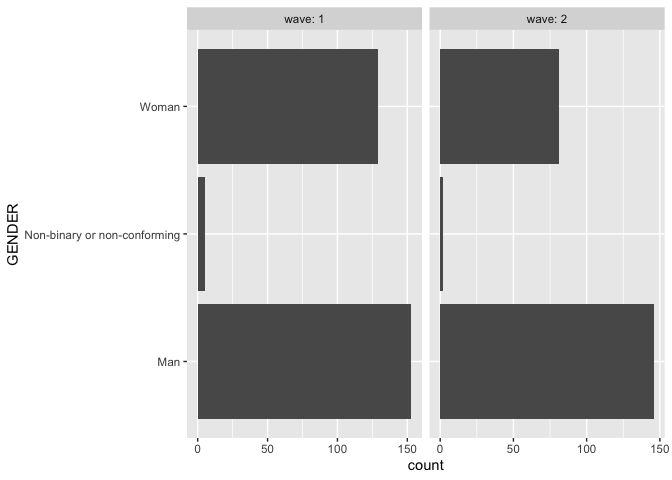 wave: 1
wave: 2
GENDER
Woman
Non-binary or non-conforming
Man
0 50 100 150
0 50 100 150
count